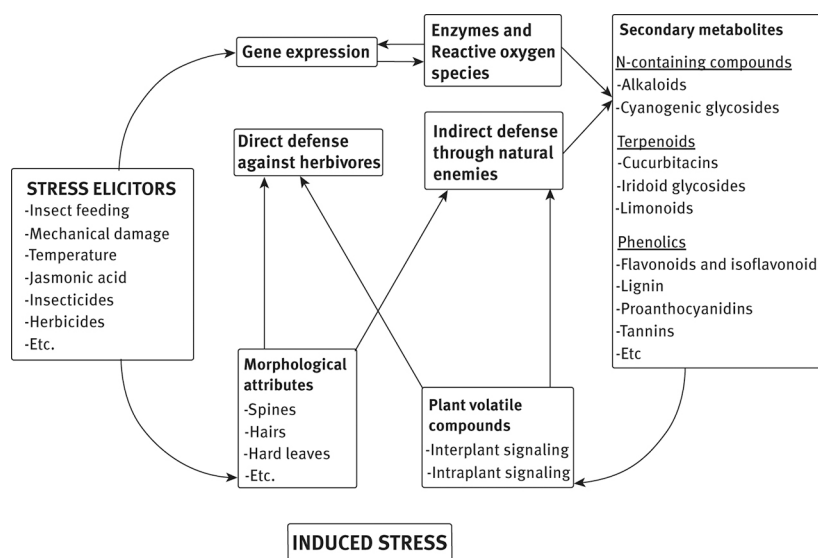 Gene expression
Enzymes and
Reactive oxygen
species
Secondary metabolites
N-containing compounds
-Alkaloids
-Cyanogenic glycosides
Terpenoids
-Cucurbitacins
-Iridoid glycosides
-Limonoids
Phenolics
-Flavonoids and isoflavonoid
-Lignin
-Proanthocyanidins
-Tannins
-Etc
Direct defense
against herbivores
Indirect defense
through natural
enemies
STRESS ELICITORS
-Insect feeding
-Mechanical damage
-Temperature
-Jasmonic acid
-Insecticides
-Herbicides
-Etc.
Morphological
attributes
-Spines
-Hairs
-Hard leaves
-Etc.
Plant volatile
compounds
-Interplant signaling
-Intraplant signaling
INDUCED STRESS